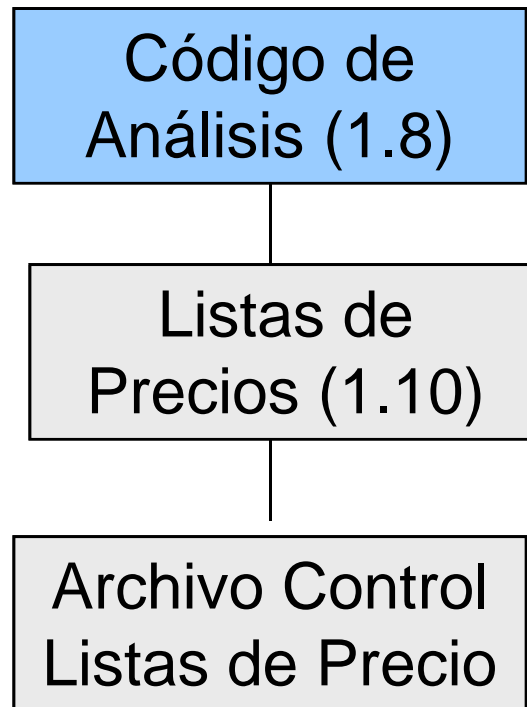 Código de
Análisis (1.8)
Listas de
Precios (1.10)
Archivo Control
Listas de Precio